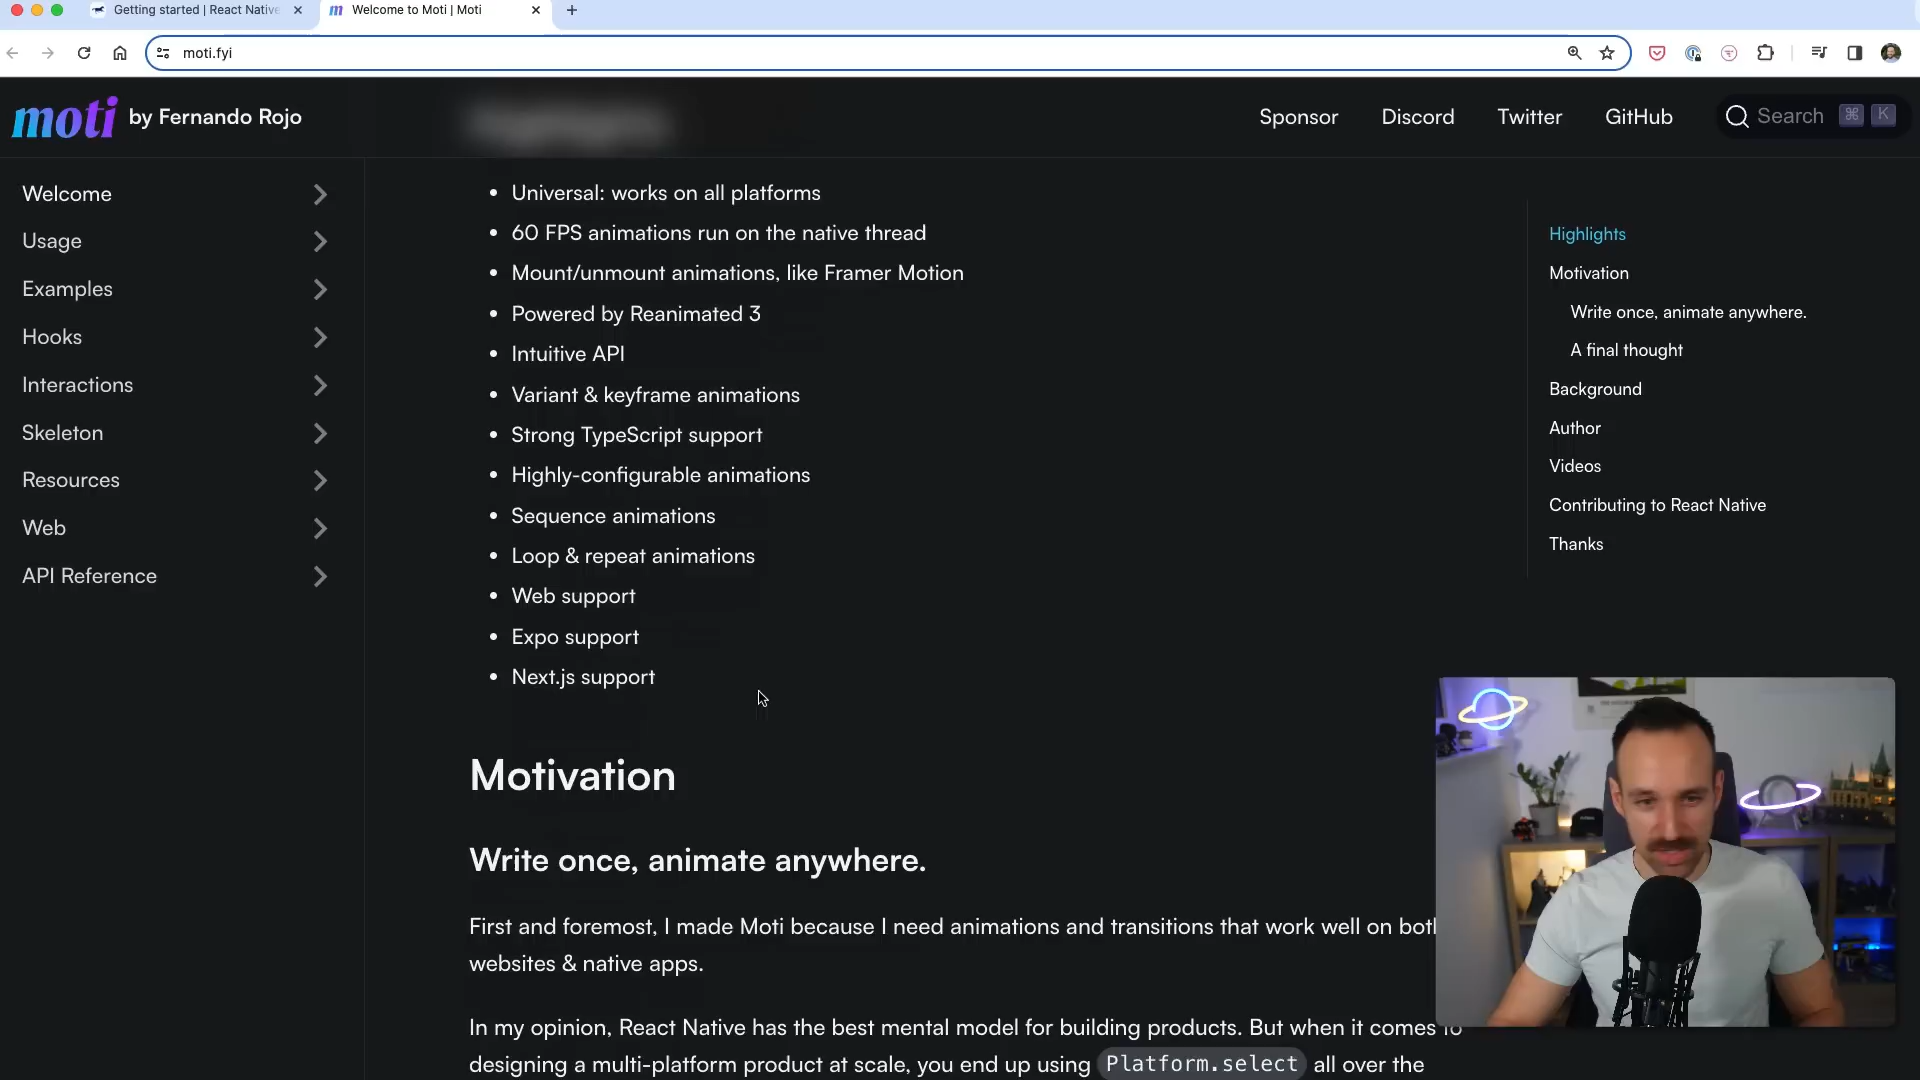 Getting started | React Native
Welcome to Moti | Moti
moti.fyi
moti by Fernando Rojo
Sponsor
Discord
Twitter
GitHub
Search ⌘ K
Welcome
Usage
Examples
Hooks
Interactions
Skeleton
Resources
Web
API Reference
• Universal: works on all platforms
• 60 FPS animations run on the native thread
• Mount/unmount animations, like Framer Motion
• Powered by Reanimated 3
• Intuitive API
• Variant & keyframe animations
• Strong TypeScript support
• Highly-configurable animations
• Sequence animations
• Loop & repeat animations
• Web support
• Expo support
• Next.js support
Motivation
Write once, animate anywhere.
First and foremost, I made Moti because I need animations and transitions that work well on
websites & native apps.
In my opinion, React Native has the best mental model for building products. But when it comes to
designing a multi-platform product at scale, you end up using Platform.select all over the
Highlights
Motivation
Write once, animate anywhere.
A final thought
Background
Author
Videos
Contributing to React Native
Thanks